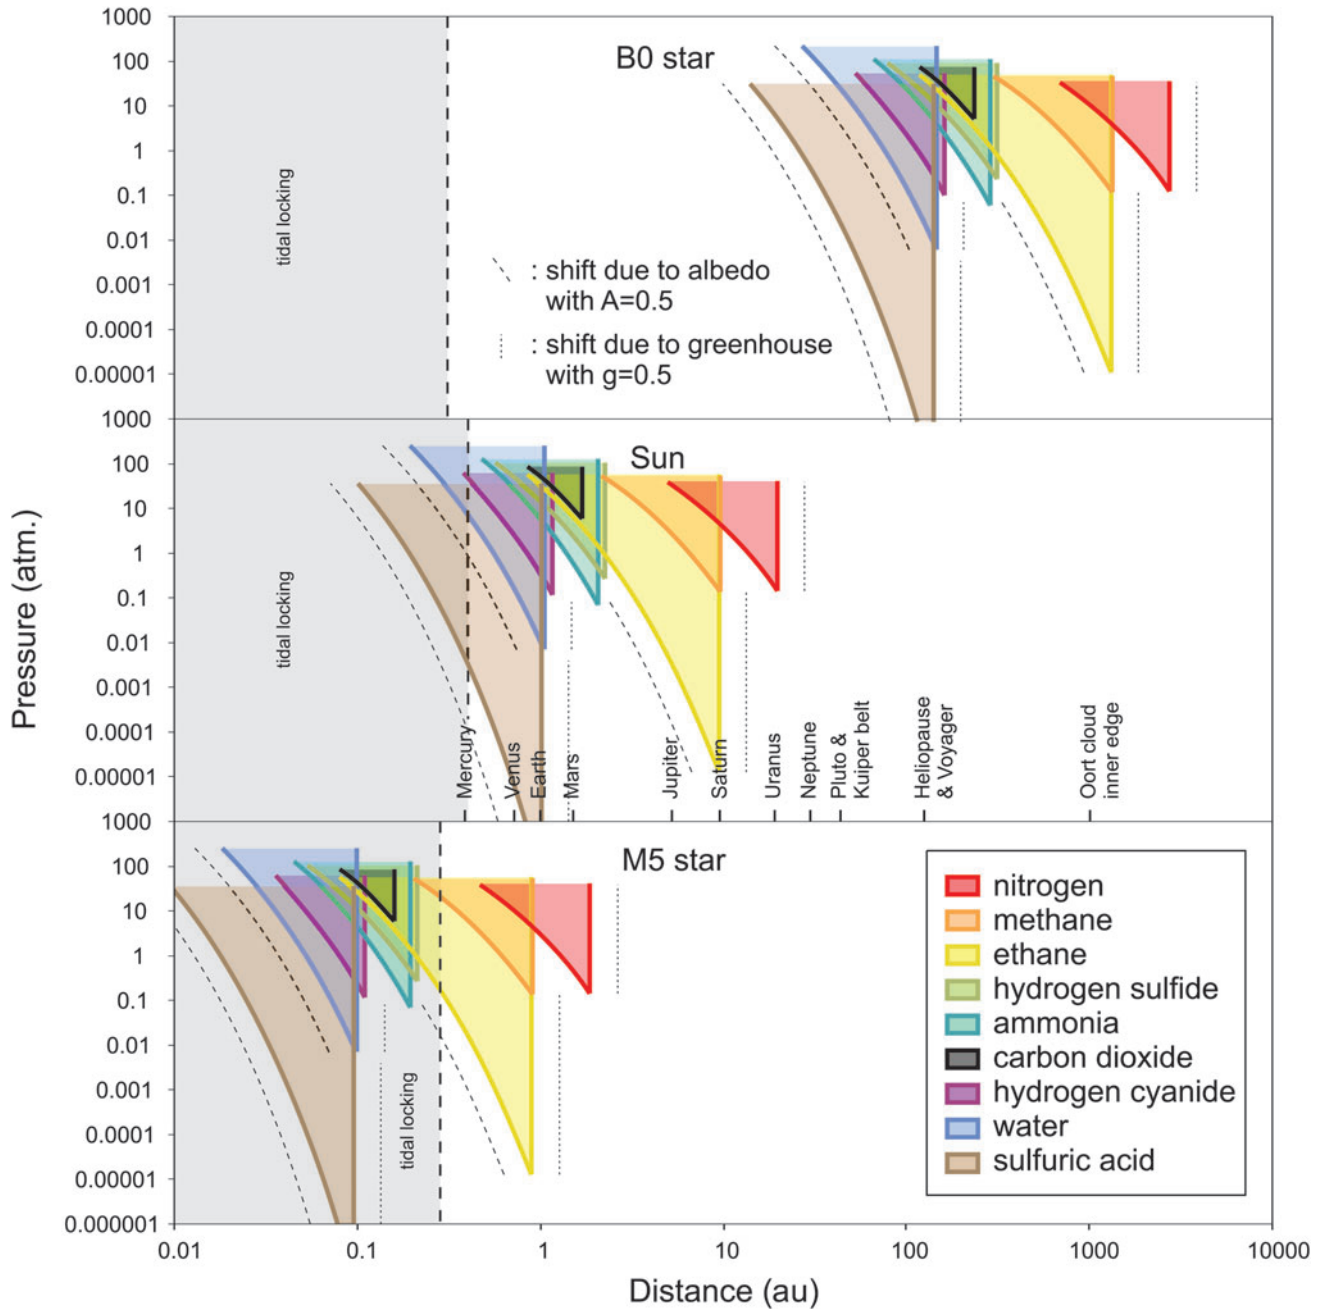 1000
B0 star
100
10
1
0.1
0.01
0.001
0.0001
0.00001
tidal locking
: shift due to albedo
with A=0.5
: shift due to greenhouse
with g=0.5
1000
Sun
100
10
1
0.1
0.01
0.001
0.0001
0.00001
tidal locking
Mercury
Venus
Earth
Mars
Jupiter
Saturn
Uranus
Neptune
Pluto &
Kuiper belt
Heliopause
& Voyager
Oort cloud
inner edge
Pressure (atm.)
1000
M5 star
100
10
1
0.1
0.01
0.001
0.0001
0.00001
0.000001
tidal locking
nitrogen
methane
ethane
hydrogen sulfide
ammonia
carbon dioxide
hydrogen cyanide
water
sulfuric acid
0.01
0.1
1
10
100
1000
10000
Distance (au)